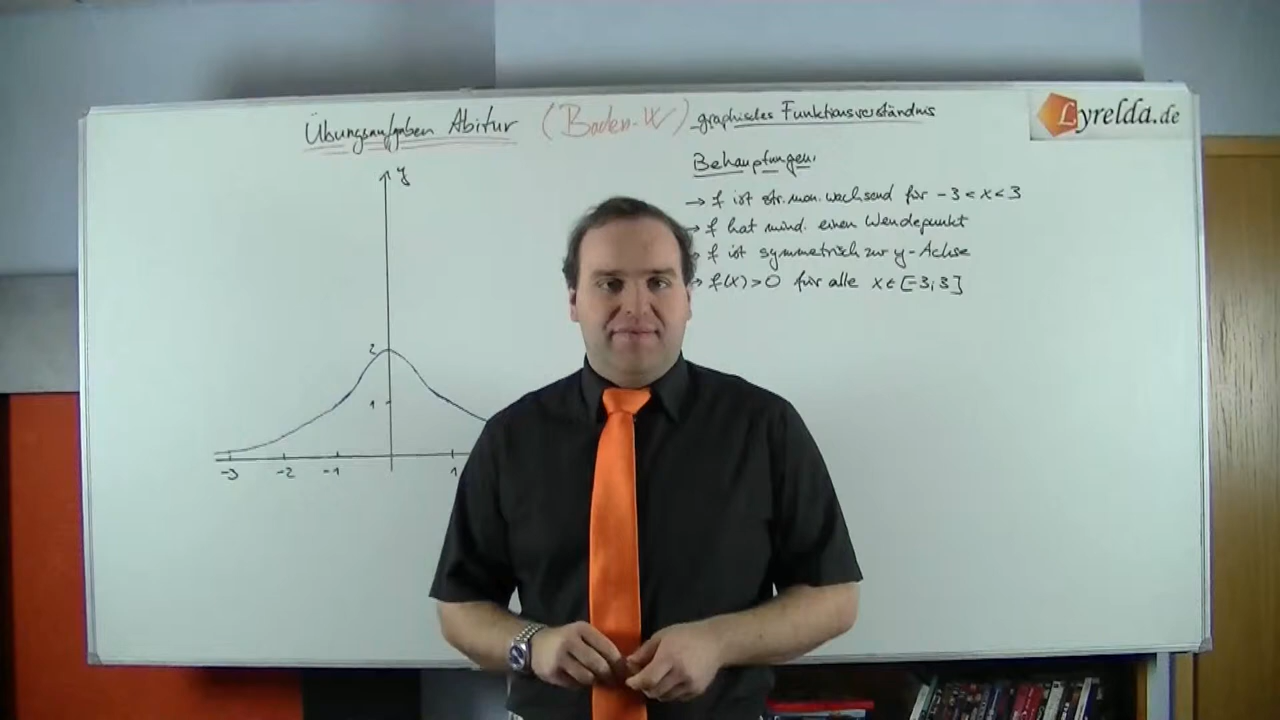 Übungsaufgaben Abitur (Baden-W) graphisches Funktionsverständnis
Lyrelda.de
Behauptungen:
→ f ist str. mon. wachsend für -3 < x < 3
→ f hat mind. einen Wendepunkt
→ f ist symmetrisch zur y-Achse
→ f(x) > 0 für alle x ∈ [-3; 3]
y
2
1
-3 -2 -1 1